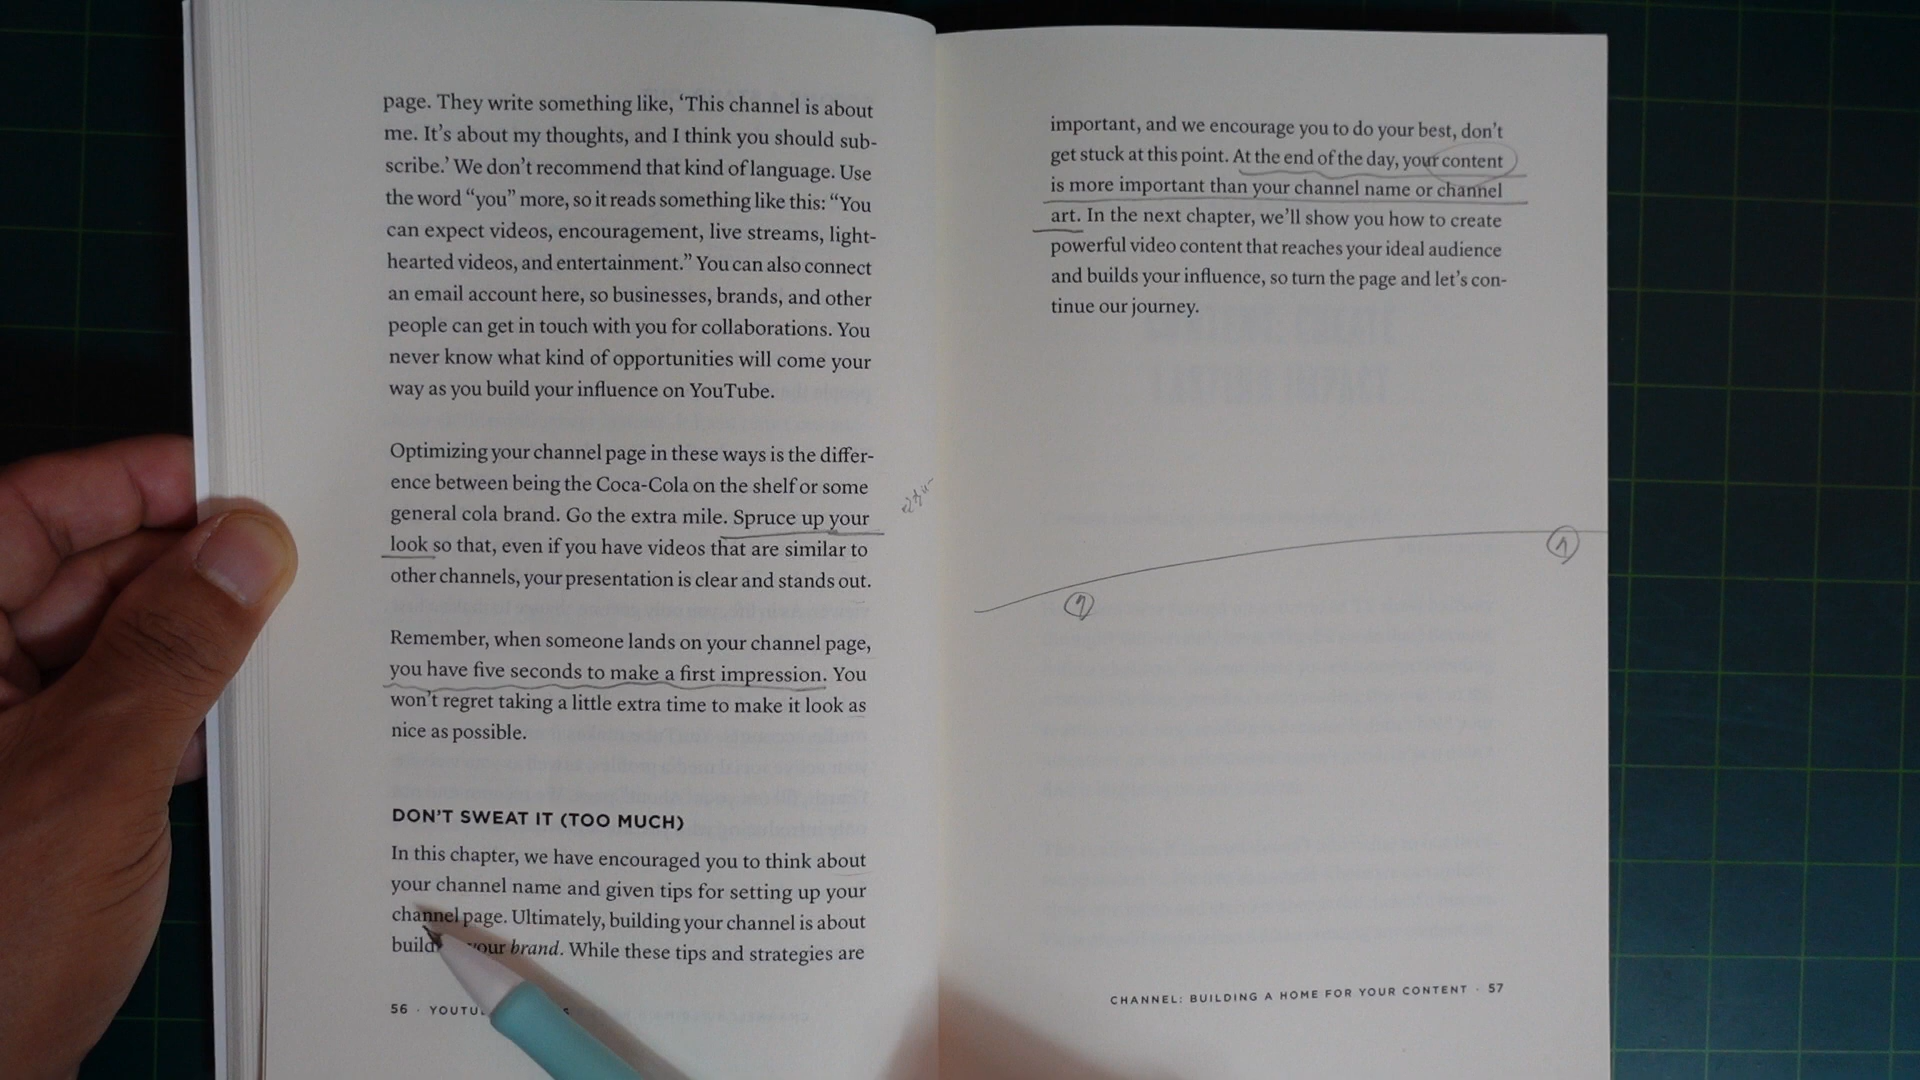 page. They write something like, ‘This channel is about
me. It’s about my thoughts, and I think you should sub-
scribe.’ We don’t recommend that kind of language. Use
the word “you” more, so it reads something like this: “You
can expect videos, encouragement, live streams, light-
hearted videos, and entertainment.” You can also connect
an email account here, so businesses, brands, and other
people can get in touch with you for collaborations. You
never know what kind of opportunities will come your
way as you build your influence on YouTube.
Optimizing your channel page in these ways is the differ-
ence between being the Coca-Cola on the shelf or some
general cola brand. Go the extra mile. Spruce up your
look so that, even if you have videos that are similar to
other channels, your presentation is clear and stands out.
Remember, when someone lands on your channel page,
you have five seconds to make a first impression. You
won’t regret taking a little extra time to make it look as
nice as possible.
DON’T SWEAT IT (TOO MUCH)
In this chapter, we have encouraged you to think about
your channel name and given tips for setting up your
channel page. Ultimately, building your channel is about
your brand. While these tips and strategies are
56 ·
important, and we encourage you to do your best, don’t
get stuck at this point. At the end of the day, your content
is more important than your channel name or channel
art. In the next chapter, we’ll show you how to create
powerful video content that reaches your ideal audience
and builds your influence, so turn the page and let’s con-
tinue our journey.
CHANNEL: BUILDING A HOME FOR YOUR CONTENT · 57